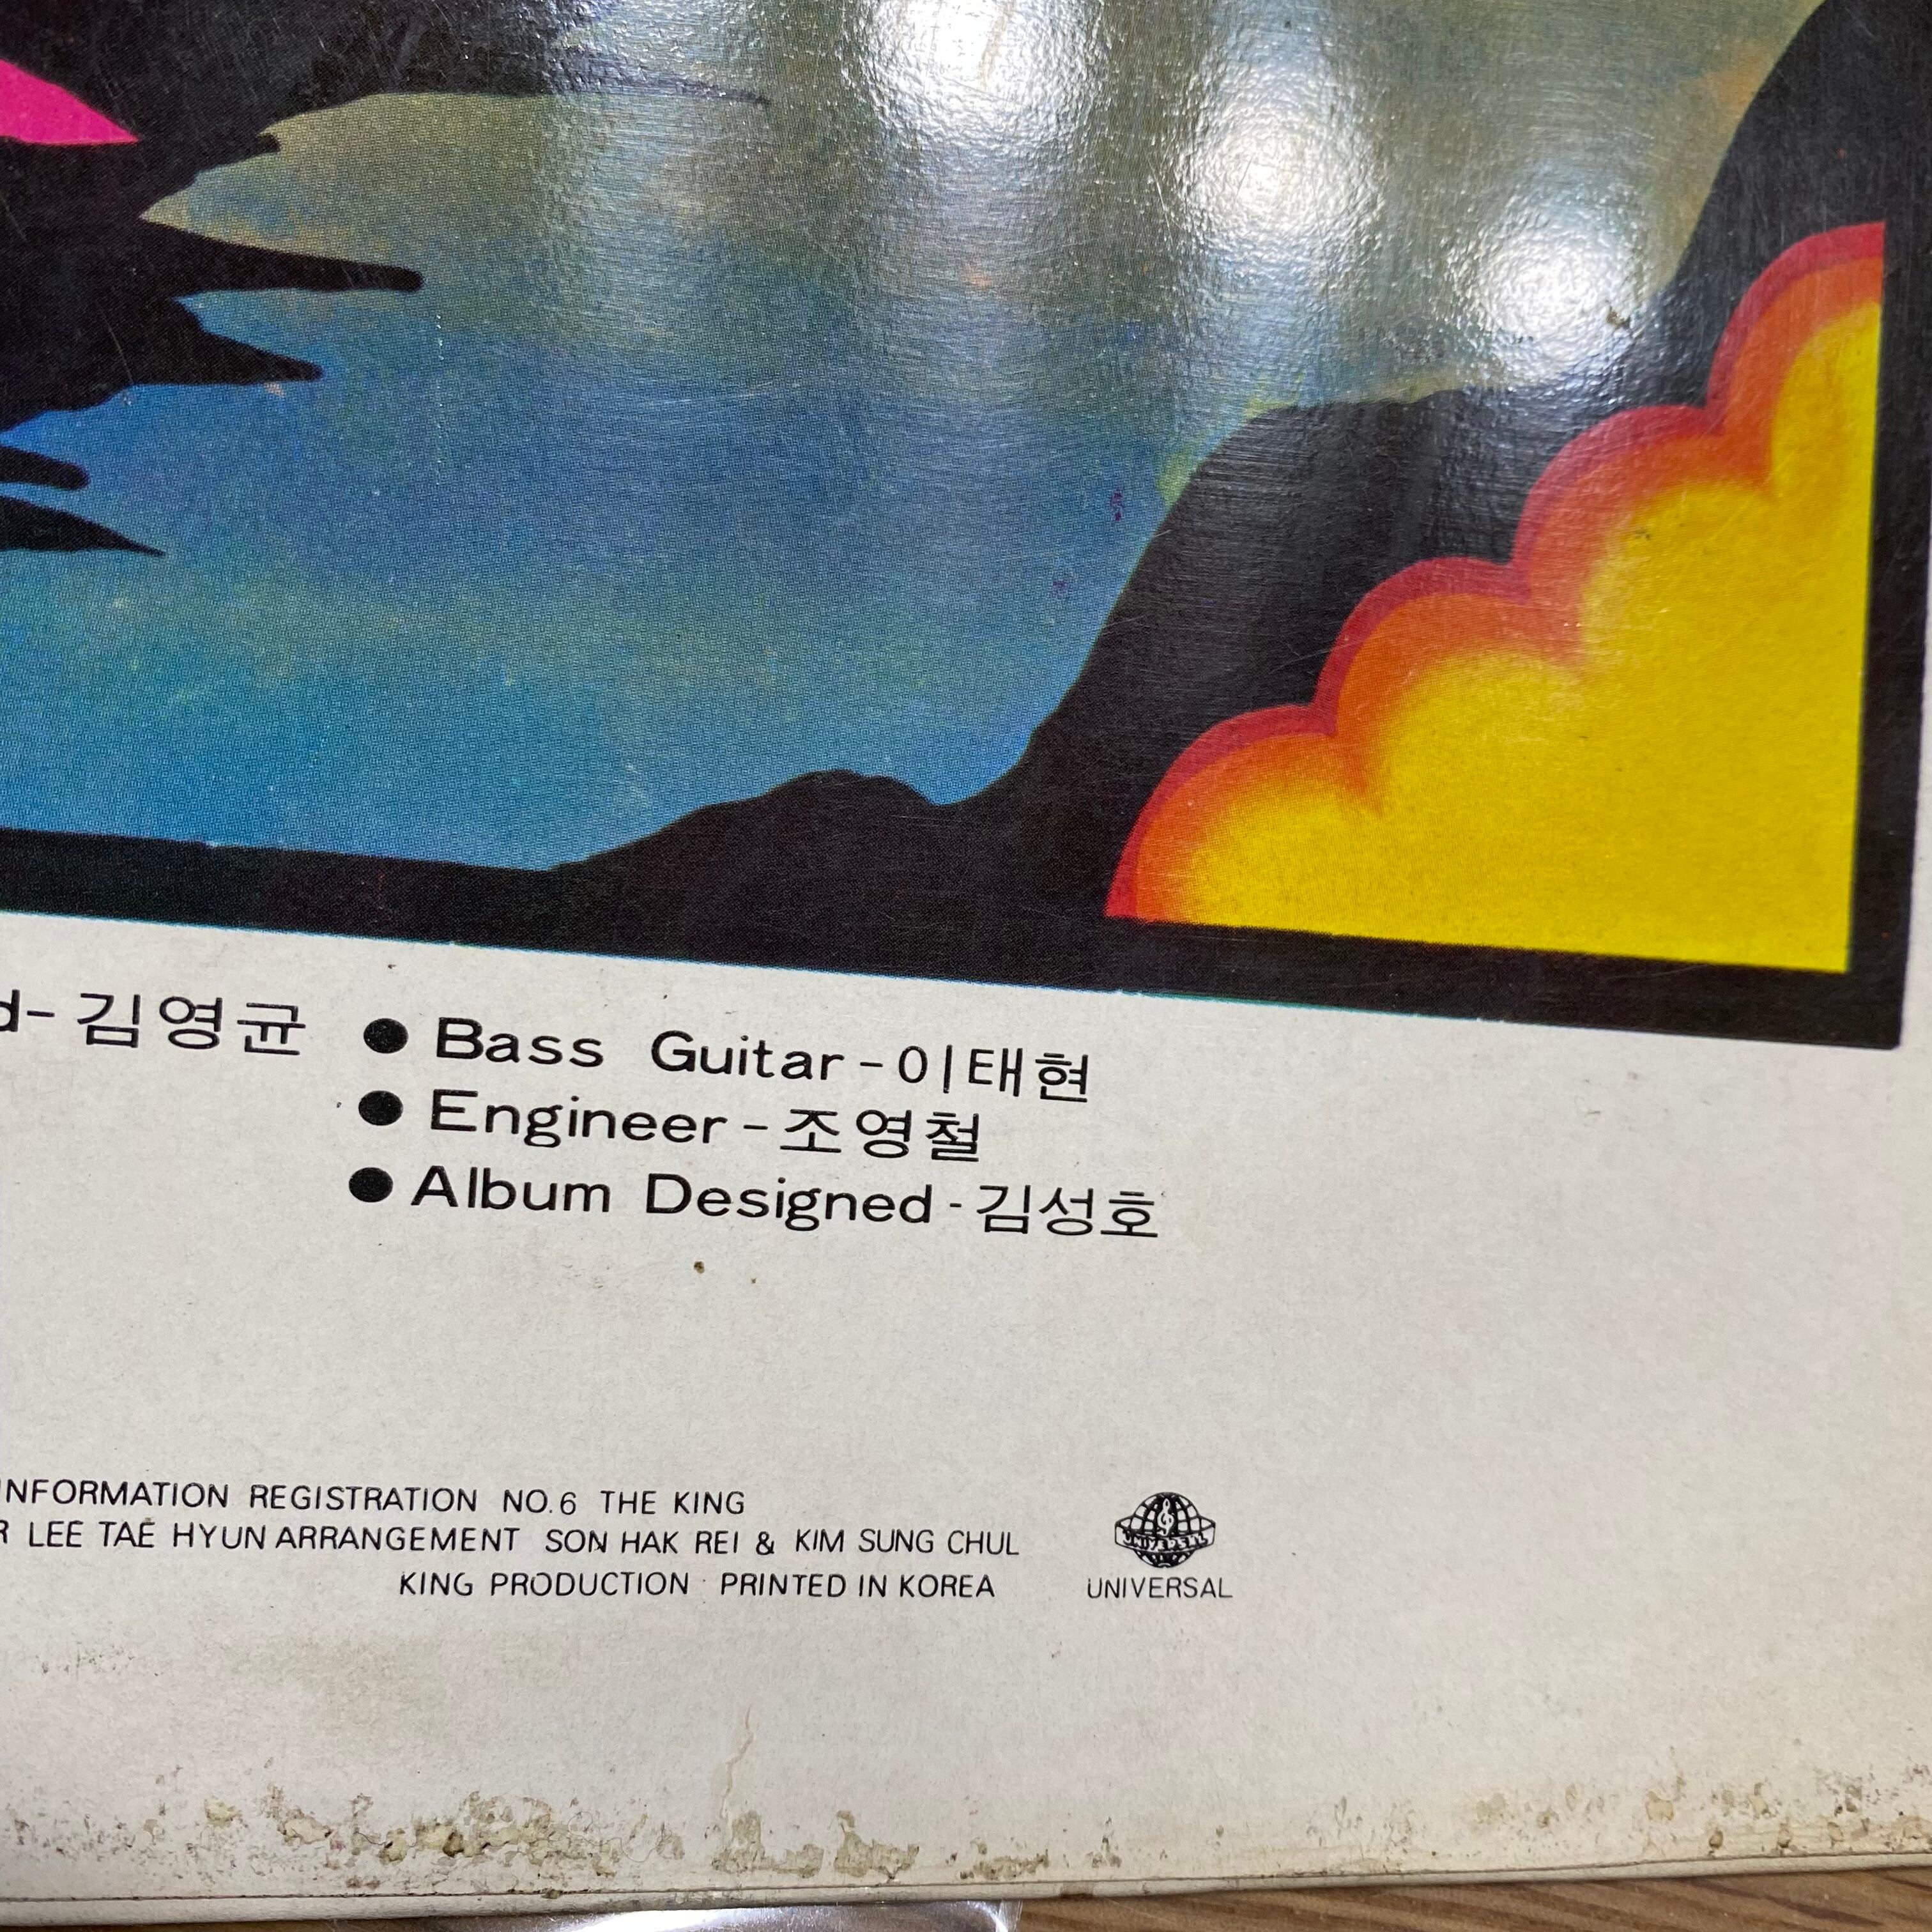 d-김영균 ● Bass Guitar-이태현
● Engineer-조영철
● Album Designed-김성호
INFORMATION REGISTRATION NO.6 THE KING
R LEE TAE HYUN ARRANGEMENT SON HAK REI & KIM SUNG CHUL
KING PRODUCTION PRINTED IN KOREA
UNIVERSAL
UNIVERSAL